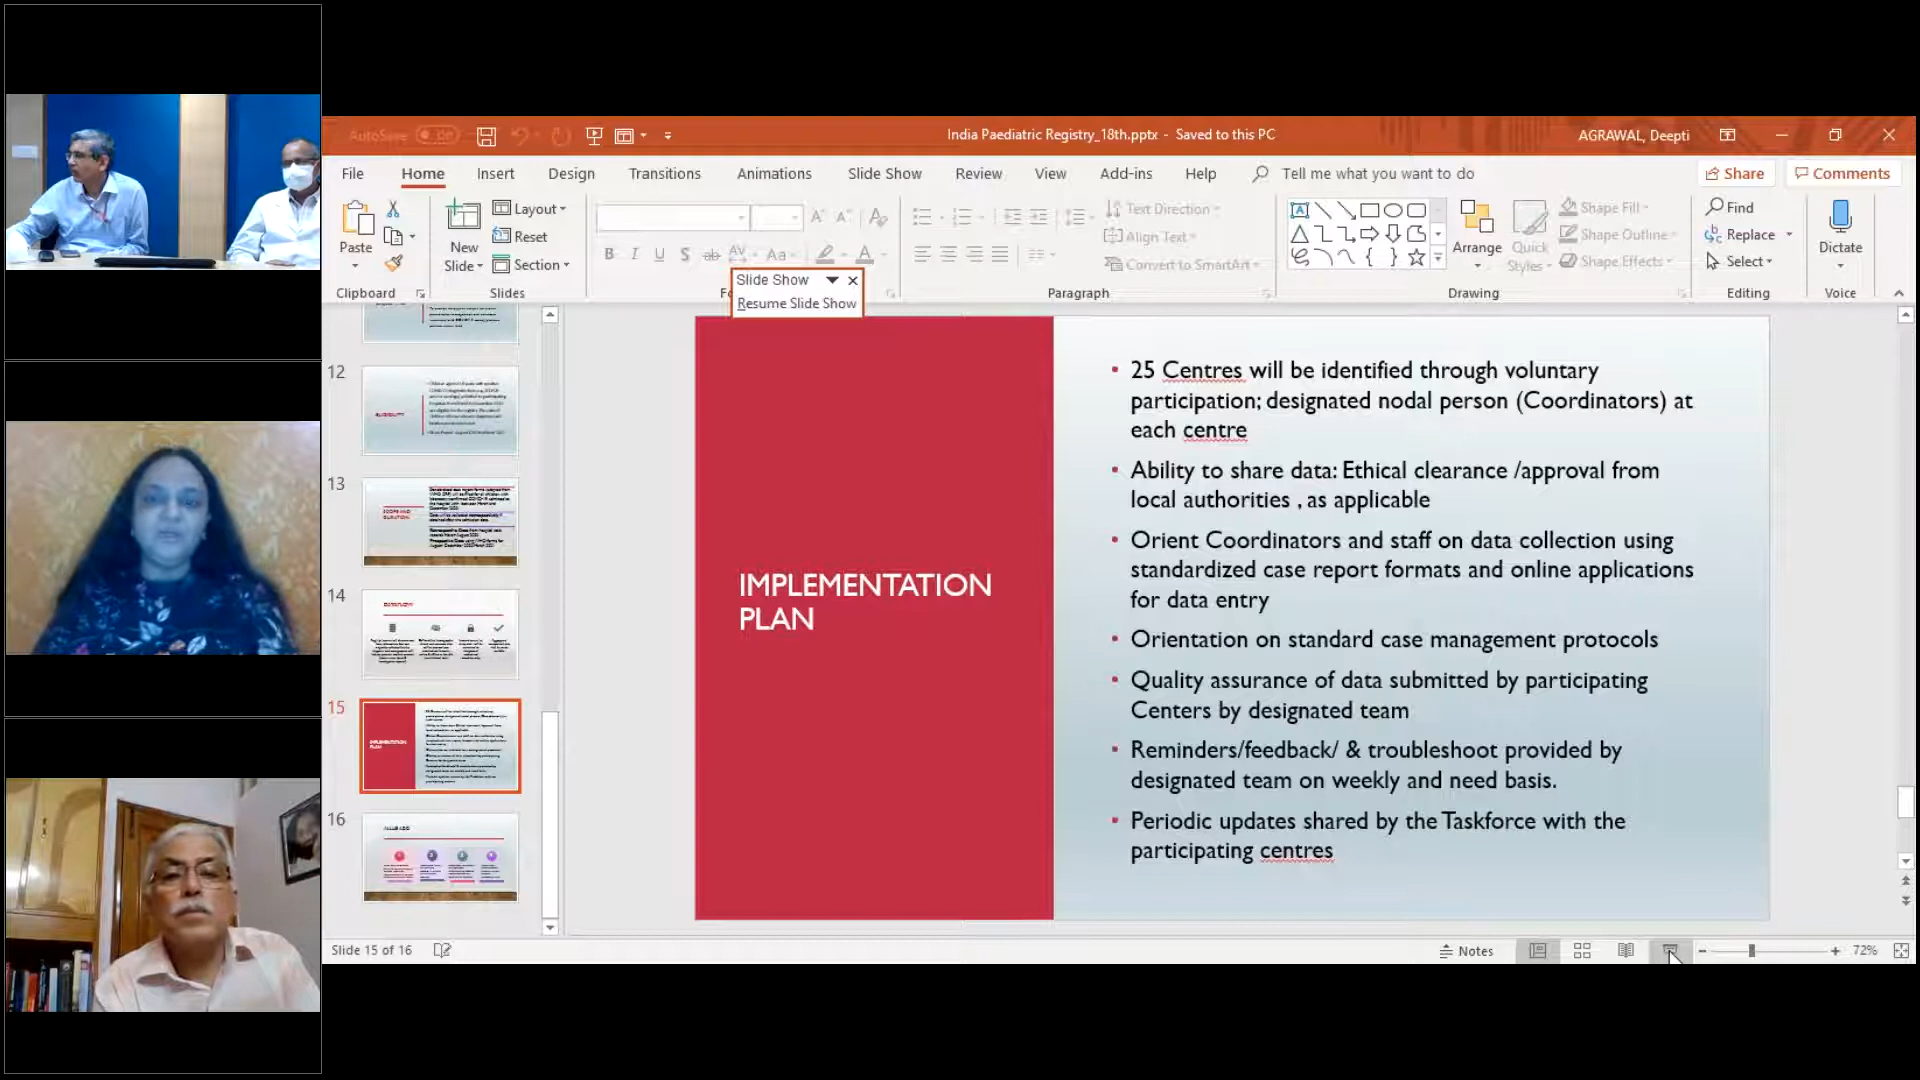 AutoSave
India Paediatric Registry_18th.pptx - Saved to this PC
AGRAWAL, Deepti
File Home Insert Design Transitions Animations Slide Show Review View Add-ins Help Tell me what you want to do
Share Comments
Paste
New
Slide
Layout
Reset
Section
B I U S ab AV Aa A
Text Direction
Align Text
Convert to SmartArt
Arrange
Quick
Styles
Shape Fill
Shape Outline
Shape Effects
Find
Replace
Select
Dictate
Clipboard Slides Paragraph Drawing Editing Voice
Slide Show
Resume Slide Show
12
13
14
15
16
IMPLEMENTATION
PLAN
• 25 Centres will be identified through voluntary
participation; designated nodal person (Coordinators) at
each centre
• Ability to share data: Ethical clearance /approval from
local authorities , as applicable
• Orient Coordinators and staff on data collection using
standardized case report formats and online applications
for data entry
• Orientation on standard case management protocols
• Quality assurance of data submitted by participating
Centers by designated team
• Reminders/feedback/ & troubleshoot provided by
designated team on weekly and need basis.
• Periodic updates shared by the Taskforce with the
participating centres
Slide 15 of 16
Notes
72%